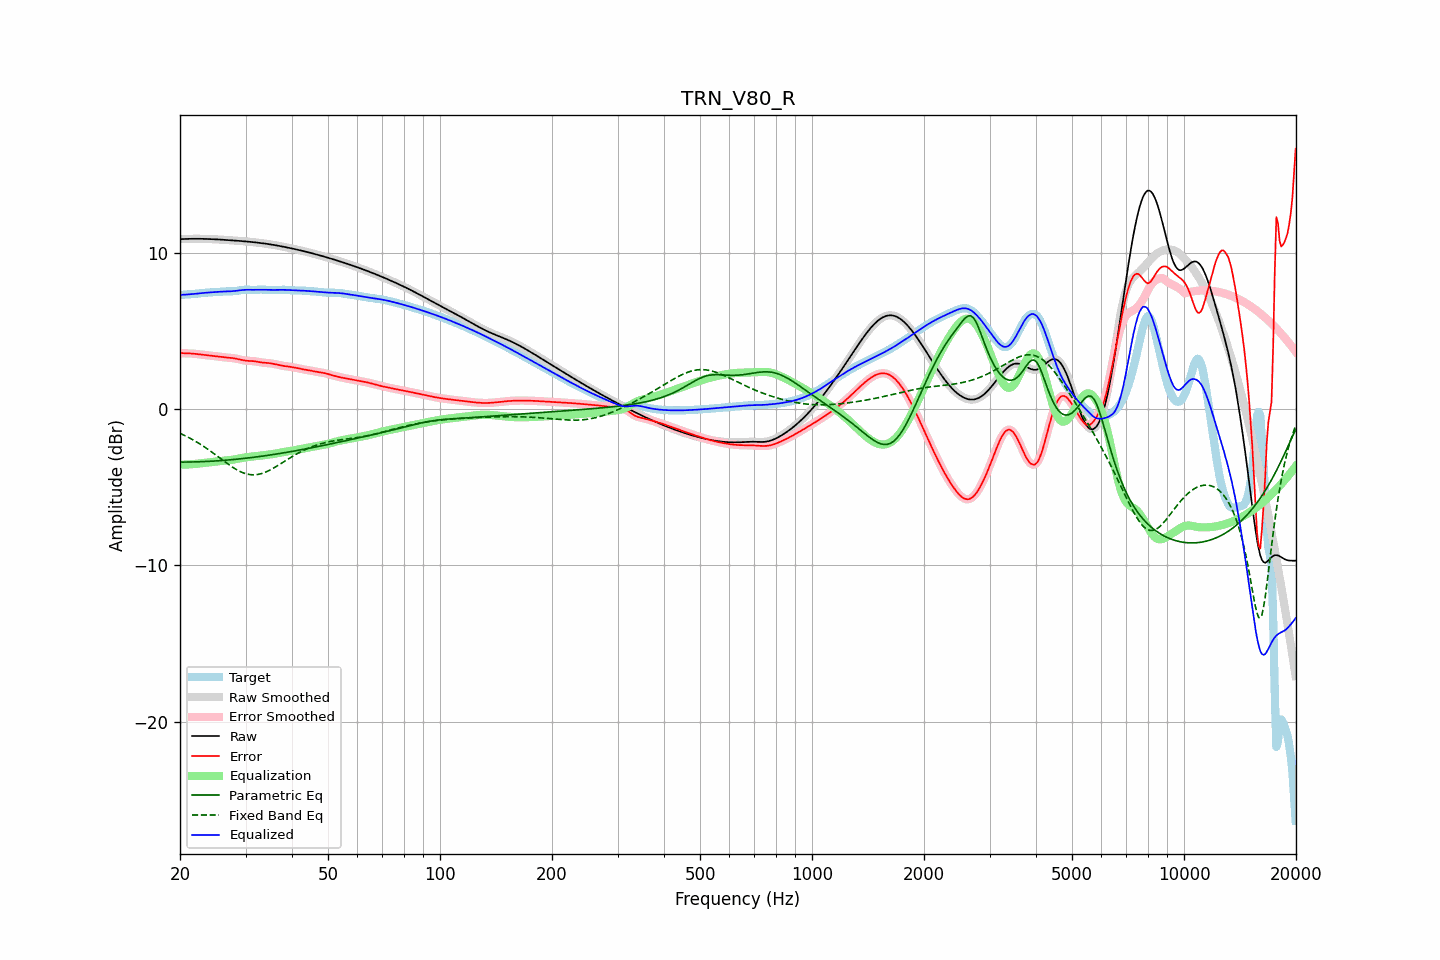 TRN_V80_R
Amplitude (dBr)
10
0
−10
−20
Target
Raw Smoothed
Error Smoothed
Raw
Error
Equalization
Parametric Eq
Fixed Band Eq
Equalized
20
50
100
200
500
1000
2000
5000
10000
20000
Frequency (Hz)